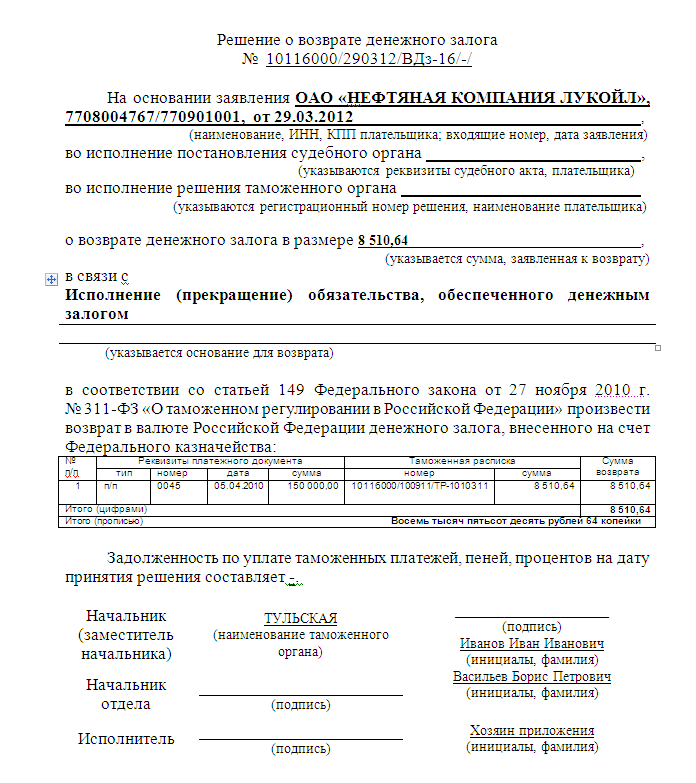 Решение о возврате денежного залога
№ 10116000/290312/ВДз-16/-/
На основании заявления ОАО «НЕФТЯНАЯ КОМПАНИЯ ЛУКОЙЛ»,
7708004767/770901001, от 29.03.2012 ,
(наименование, ИНН, КПП плательщика; входящие номер, дата заявления)
во исполнение постановления судебного органа ,
(указываются реквизиты судебного акта, плательщика)
во исполнение решения таможенного органа
(указываются регистрационный номер решения, наименование плательщика)
о возврате денежного залога в размере 8 510,64 ,
(указывается сумма, заявленная к возврату)
в связи с
Исполнение (прекращение) обязательства, обеспеченного денежным
залогом
(указывается основание для возврата)
в соответствии со статьей 149 Федерального закона от 27 ноября 2010 г.
№ 311-ФЗ «О таможенном регулировании в Российской Федерации» произвести
возврат в валюте Российской Федерации денежного залога, внесенного на счет
Федерального казначейства:
№ Реквизиты платежного документа Таможенная расписка Сумма
п/п тип номер дата сумма номер сумма возврата
1 п/п 0045 05.04.2010 150 000,00 10116000/100911/ТР-1010311 8 510,64 8 510,64
Итого (цифрами) 8 510,64
Итого (прописью) Восемь тысяч пятьсот десять рублей 64 копейки
Задолженность по уплате таможенных платежей, пеней, процентов на дату
принятия решения составляет -.
Начальник ТУЛЬСКАЯ (подпись)
(заместитель (наименование таможенного Иванов Иван Иванович
начальника) органа) (инициалы, фамилия)
Начальник Васильев Борис Петрович
отдела (подпись) (инициалы, фамилия)
Исполнитель Хозяин приложения
(подпись) (инициалы, фамилия)